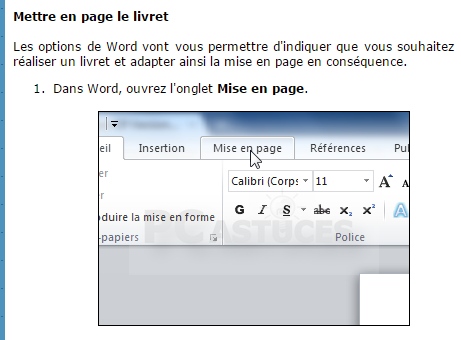 Mettre en page le livret
Les options de Word vont vous permettre d'indiquer que vous souhaitez
réaliser un livret et adapter ainsi la mise en page en conséquence.
1. Dans Word, ouvrez l'onglet Mise en page.
eil Insertion Mise en page Références Pul
er Calibri (Corps 11 A A
r
oduire la mise en forme G I S abc x₂ x² A
-papiers Police
PC ASTUCES